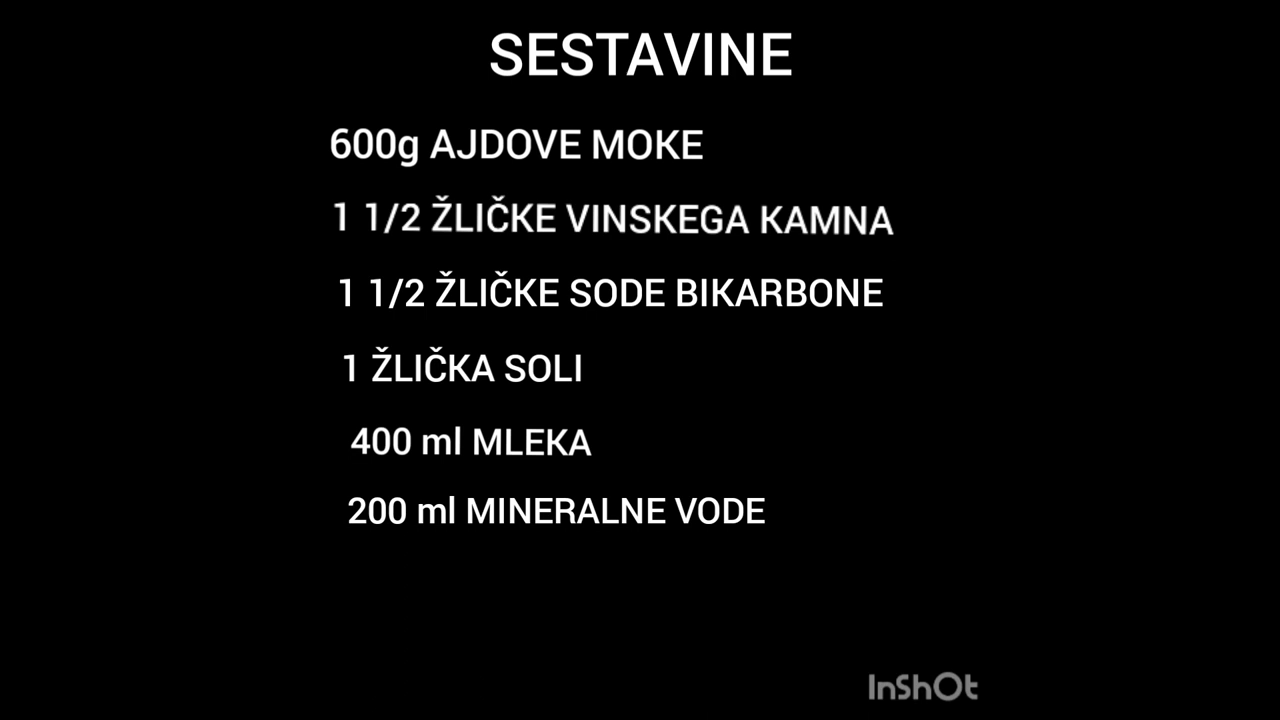 SESTAVINE
600g AJDOVE MOKE
1 1/2 ŽLIČKE VINSKEGA KAMNA
1 1/2 ŽLIČKE SODE BIKARBONE
1 ŽLIČKA SOLI
400 ml MLEKA
200 ml MINERALNE VODE
InShOt